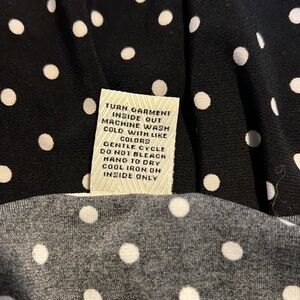 TURN GARMENT
INSIDE OUT
MACHINE WASH
COLD WITH LIKE
COLORS
GENTLE CYCLE
DO NOT BLEACH
HAND TO DRY
COOL IRON ON
INSIDE ONLY